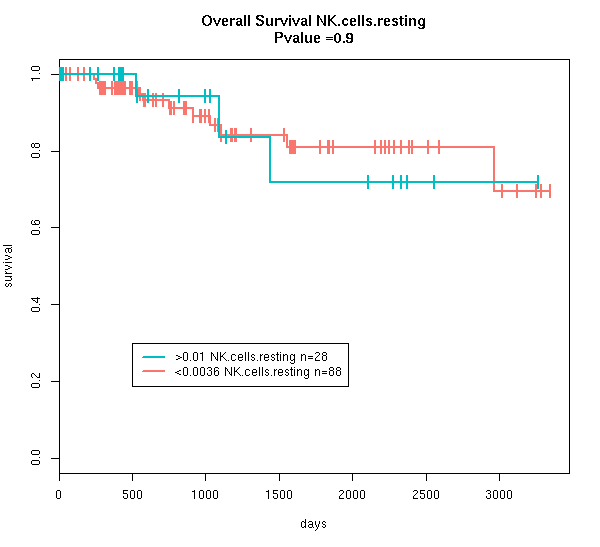 Overall Survival NK.cells.resting
Pvalue =0.9
1.0
0.8
0.6
0.4
0.2
0.0
survival
>0.01 NK.cells.resting n=28
<0.0036 NK.cells.resting n=88
0 500 1000 1500 2000 2500 3000
days